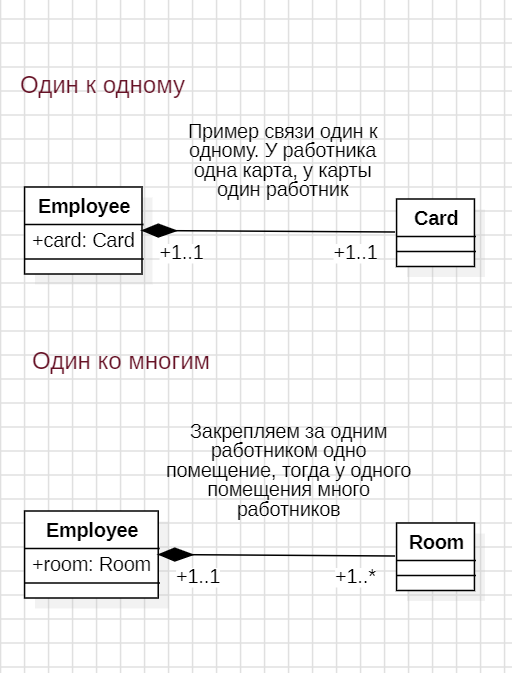 Один к одному
Пример связи один к
одному. У работника
одна карта, у карты
один работник
Employee
+card: Card
Card
+1..1
+1..1
Один ко многим
Закрепляем за одним
работником одно
помещение, тогда у одного
помещения много
работников
Employee
+room: Room
Room
+1..1
+1..*